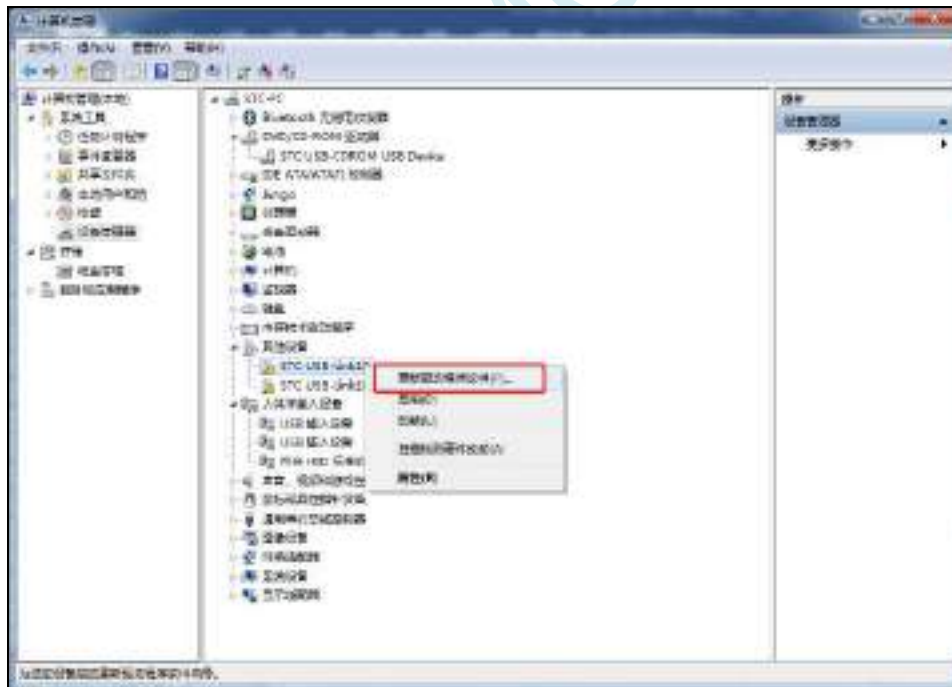 计算机管理
文件(F) 操作(A) 查看(V) 帮助(H)
计算机管理(本地)
系统工具
任务计划程序
事件查看器
共享文件夹
本地用户和组
性能
设备管理器
存储
磁盘管理
服务和应用程序
STC-PC
Bluetooth 无线电收发器
DVD/CD-ROM 驱动器
STC USB-CDROM USB Device
IDE ATA/ATAPI 控制器
Jungo
处理器
磁盘驱动器
电池
计算机
监视器
键盘
其他设备
STC USB-Link1
STC USB-Link1
人体学输入设备
USB 输入设备
USB 输入设备
声音、视频和游戏控
鼠标和其他指针设备
通用串行总线控制器
图像设备
网络适配器
系统设备
显示适配器
更新驱动程序软件(P)...
禁用(D)
卸载(U)
扫描检测硬件改动(A)
属性(R)
操作
设备管理器
更多操作
为选定的设备启动更新驱动程序软件向导。